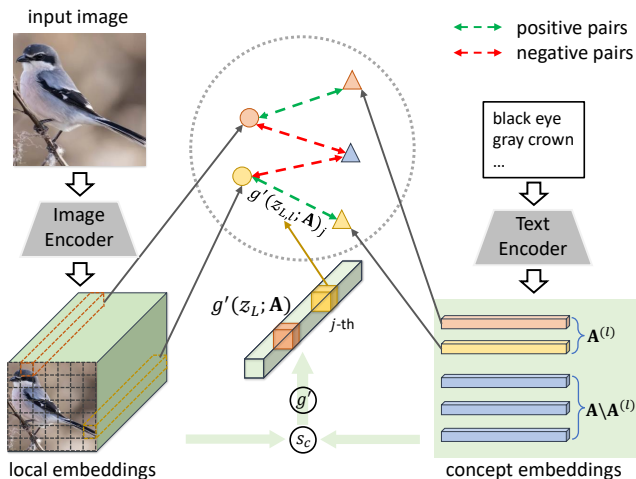 input image
positive pairs
negative pairs
black eye
gray crown
...
Image
Encoder
Text
Encoder
g′(z_{L,l}; A)_j
g′(z_L; A)
j-th
A^{(l)}
g′
A\A^{(l)}
s_c
local embeddings
concept embeddings